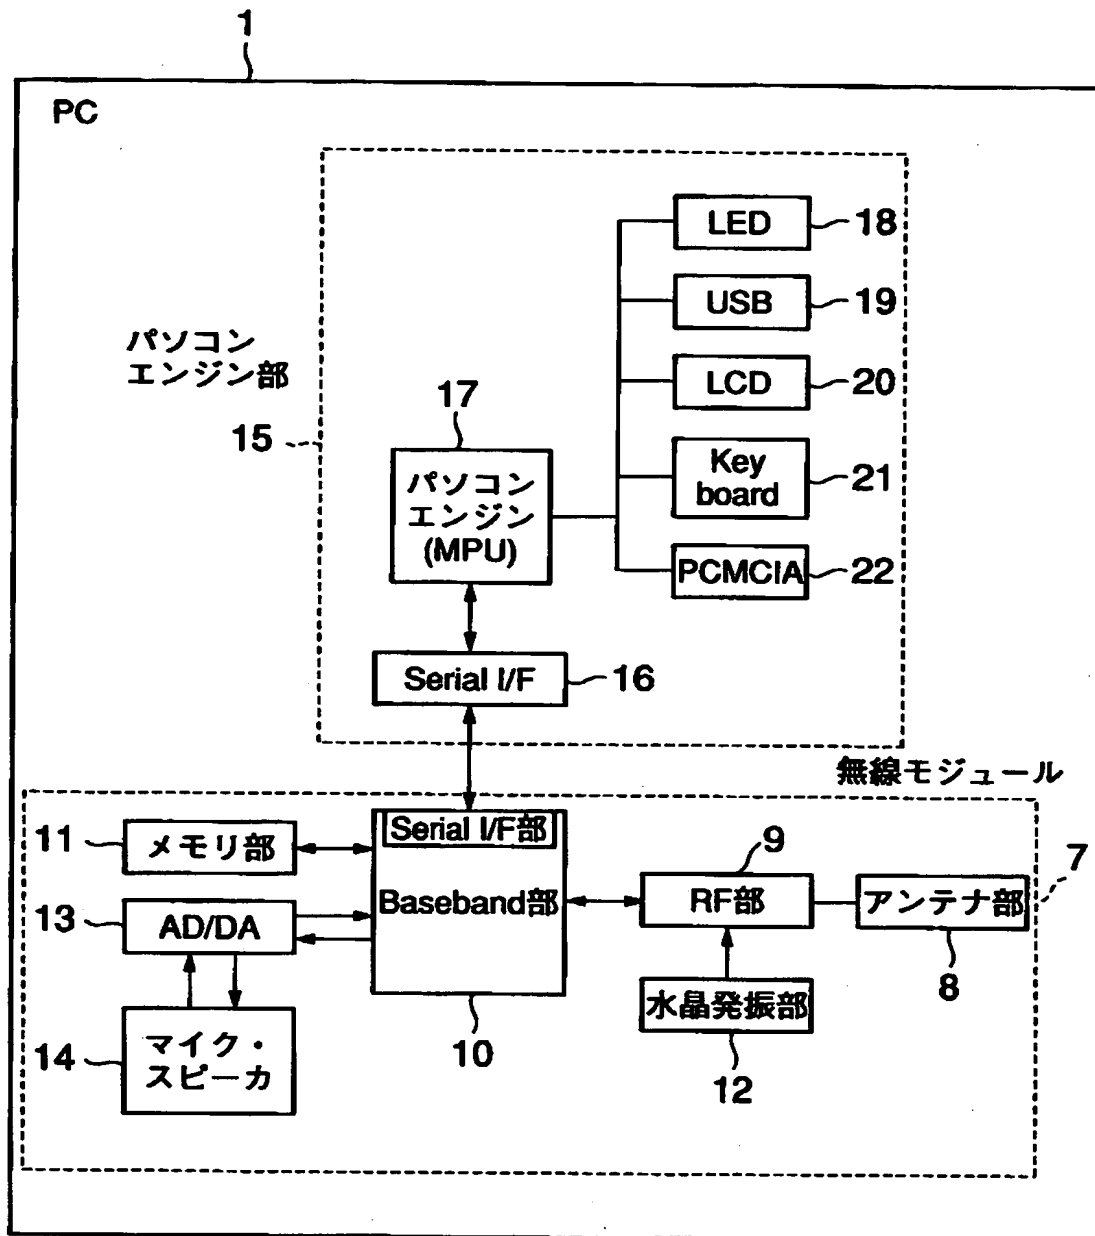 1
PC
LED
18
USB
19
パソコン
エンジン部
LCD
20
15
17
Key
board
21
パソコン
エンジン
(MPU)
PCMCIA
22
Serial I/F
16
無線モジュール
Serial I/F部
11
メモリ部
9
7
Baseband部
RF部
アンテナ部
13
AD/DA
8
水晶発振部
10
12
14
マイク・
スピーカ